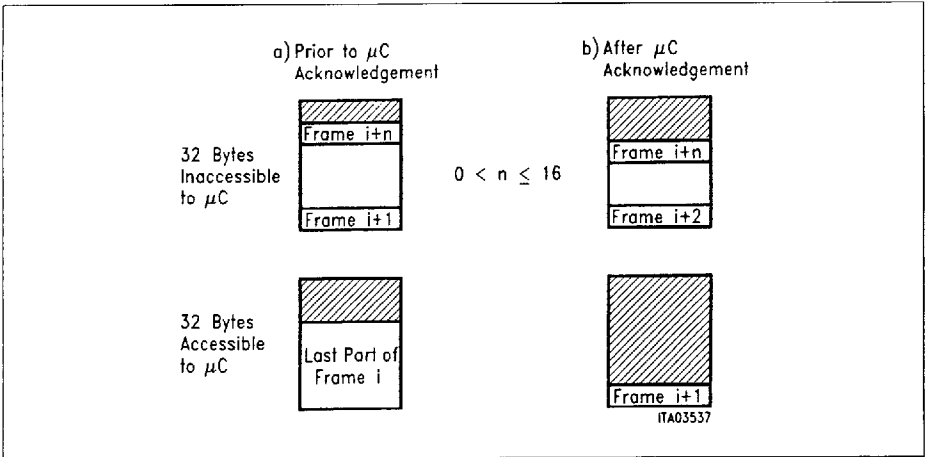 a) Prior to μC
Acknowledgement
b) After μC
Acknowledgement
32 Bytes
Inaccessible
to μC
Frame i+n
Frame i+1
0 < n ≤ 16
Frame i+n
Frame i+2
32 Bytes
Accessible
to μC
Last Part of
Frame i
Frame i+1
ITA03537